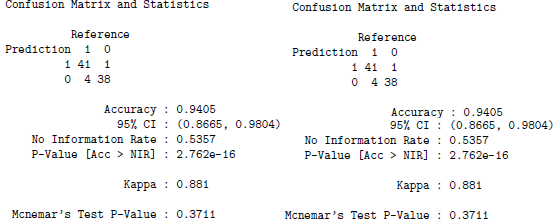 Confusion Matrix and Statistics
Reference
Prediction 1 0
1 41 1
0 4 38
Accuracy : 0.9405
95% CI : (0.8665, 0.9804)
No Information Rate : 0.5357
P-Value [Acc > NIR] : 2.762e-16
Kappa : 0.881
Mcnemar's Test P-Value : 0.3711
Confusion Matrix and Statistics
Reference
Prediction 1 0
1 41 1
0 4 38
Accuracy : 0.9405
95% CI : (0.8665, 0.9804)
No Information Rate : 0.5357
P-Value [Acc > NIR] : 2.762e-16
Kappa : 0.881
Mcnemar's Test P-Value : 0.3711